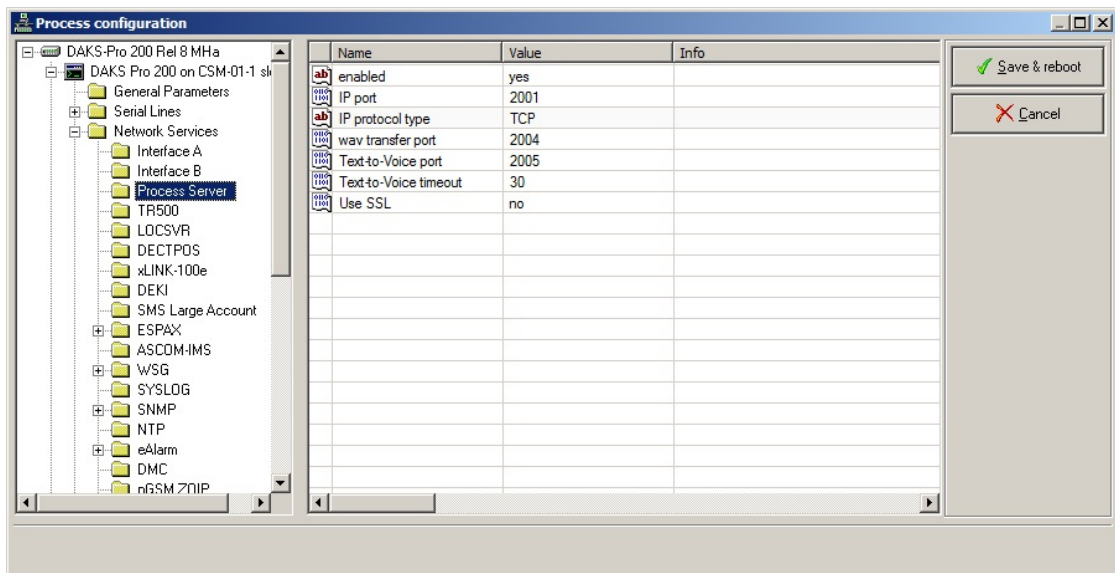 Process configuration
DAKS-Pro 200 Rel 8 MHa
DAKS Pro 200 on CSM-01-1
General Parameters
Serial Lines
Network Services
Interface A
Interface B
Process Server
TR500
LOCSVR
DECTPOS
xLINK-100e
DEKI
SMS Large Account
ESPAX
ASCOM-IMS
WSG
SYSLOG
SNMP
NTP
eAlarm
DMC
Name Value Info
enabled yes
IP port 2001
IP protocol type TCP
wav transfer port 2004
Text-to-Voice port 2005
Text-to-Voice timeout 30
Use SSL no
Save & reboot
Cancel